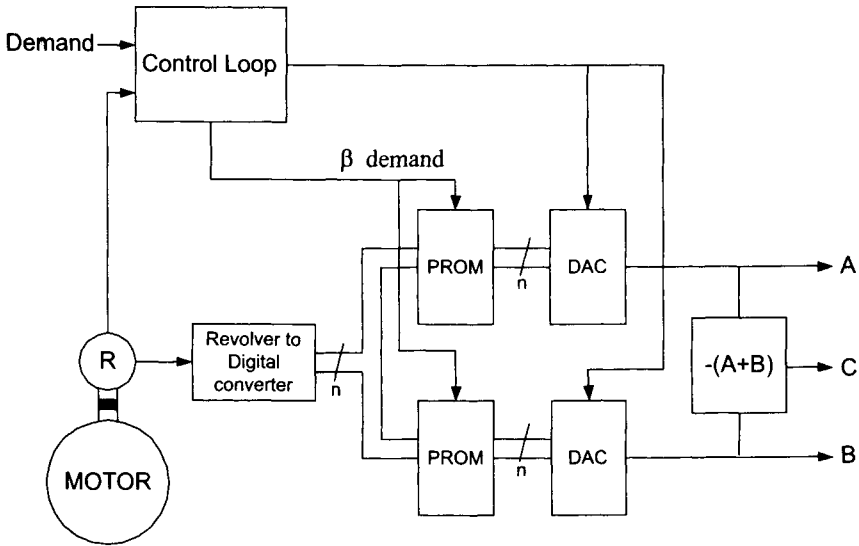 Demand
Control Loop
β demand
PROM
n
DAC
A
R
Revolver to
Digital
converter
n
-(A+B)
C
PROM
n
DAC
B
MOTOR